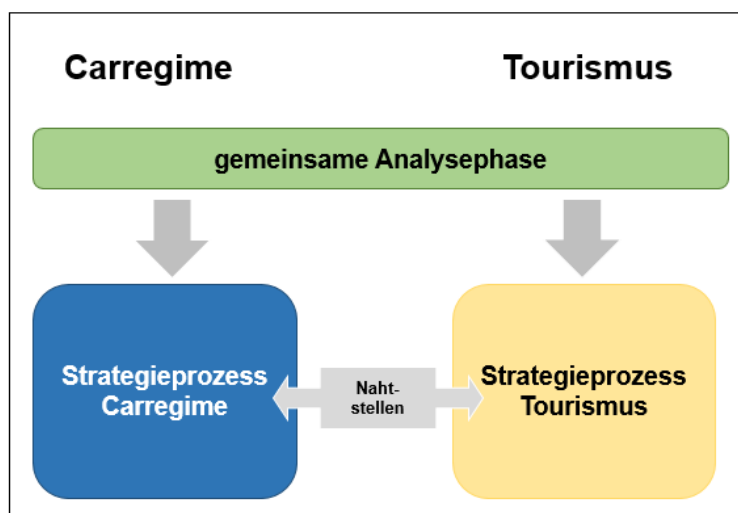 Carregime
Tourismus
gemeinsame Analysephase
Strategieprozess
Carregime
Naht-
stellen
Strategieprozess
Tourismus